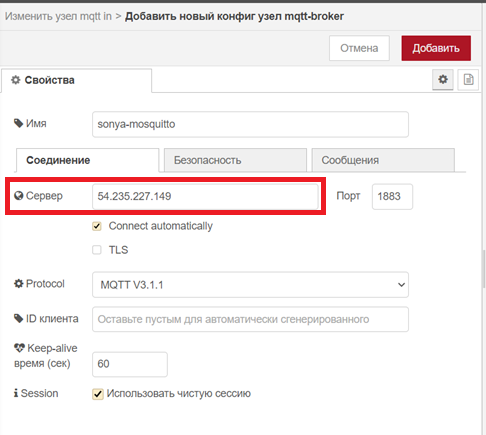 Изменить узел mqtt in > Добавить новый конфиг узел mqtt-broker
Отмена
Добавить
Свойства
Имя
sonya-mosquitto
Соединение
Безопасность
Сообщения
Сервер
54.235.227.149
Порт
1883
Connect automatically
TLS
Protocol
MQTT V3.1.1
ID клиента
Оставьте пустым для автоматически сгенерированного
Keep-alive
время (сек)
60
Session
Использовать чистую сессию